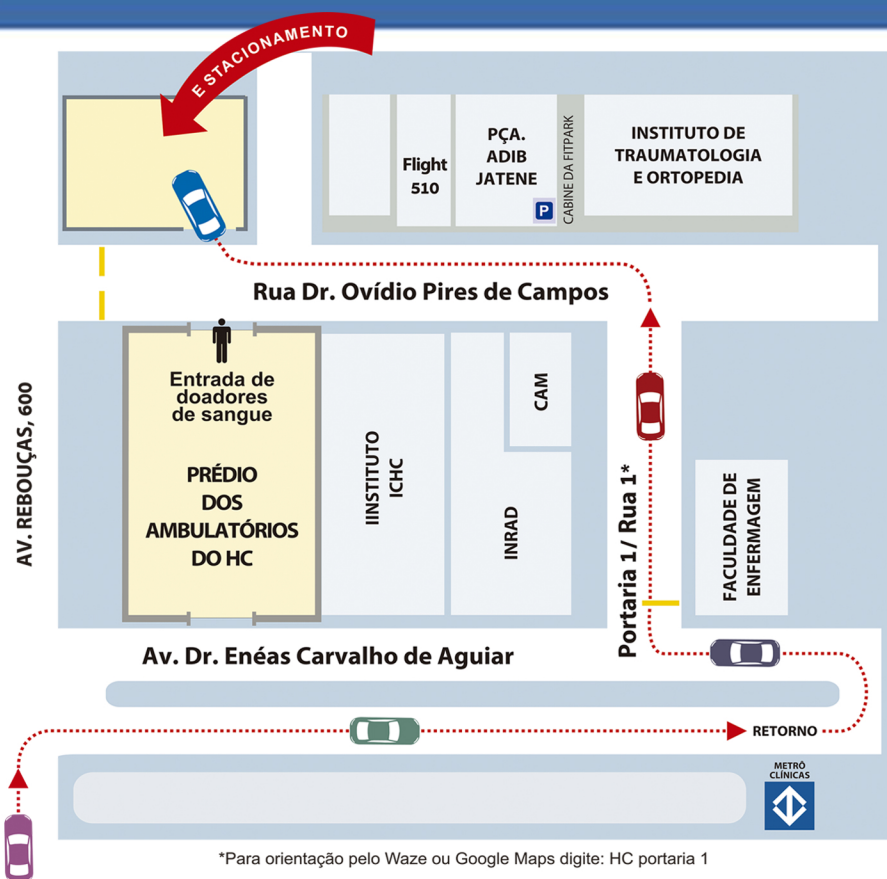 E STACIONAMENTO
Flight
510
PÇA.
ADIB
JATENE
P
CABINE DA FITPARK
INSTITUTO DE
TRAUMATOLOGIA
E ORTOPEDIA
Rua Dr. Ovídio Pires de Campos
AV. REBOUÇAS, 600
Entrada de
doadores
de sangue
PRÉDIO
DOS
AMBULATÓRIOS
DO HC
IINSTITUTO
ICHC
INRAD
CAM
Portaria 1/ Rua 1*
FACULDADE DE
ENFERMAGEM
Av. Dr. Enéas Carvalho de Aguiar
RETORNO
METRÔ
CLÍNICAS
*Para orientação pelo Waze ou Google Maps digite: HC portaria 1